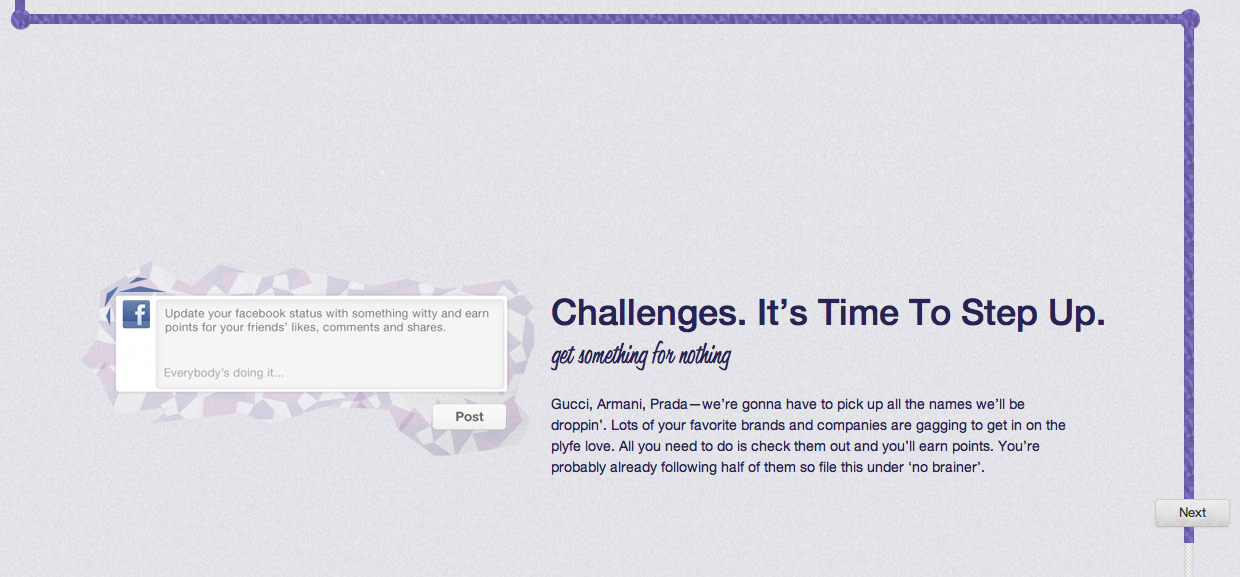 Update your facebook status with something witty and earn
points for your friends' likes, comments and shares.
Everybody's doing it...
Post
Challenges. It’s Time To Step Up.
get something for nothing
Gucci, Armani, Prada—we’re gonna have to pick up all the names we’ll be
droppin’. Lots of your favorite brands and companies are gagging to get in on the
plyfe love. All you need to do is check them out and you’ll earn points. You’re
probably already following half of them so file this under ‘no brainer’.
Next